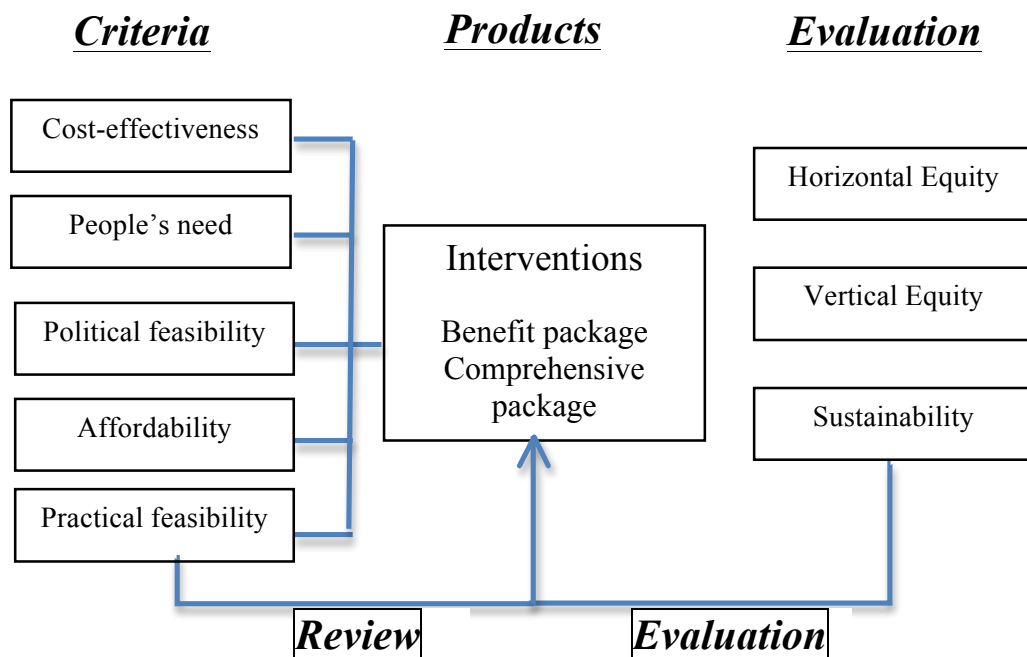 Criteria
Products
Evaluation
Cost-effectiveness
People’s need
Political feasibility
Affordability
Practical feasibility
Interventions
Benefit package
Comprehensive
package
Horizontal Equity
Vertical Equity
Sustainability
Review
Evaluation